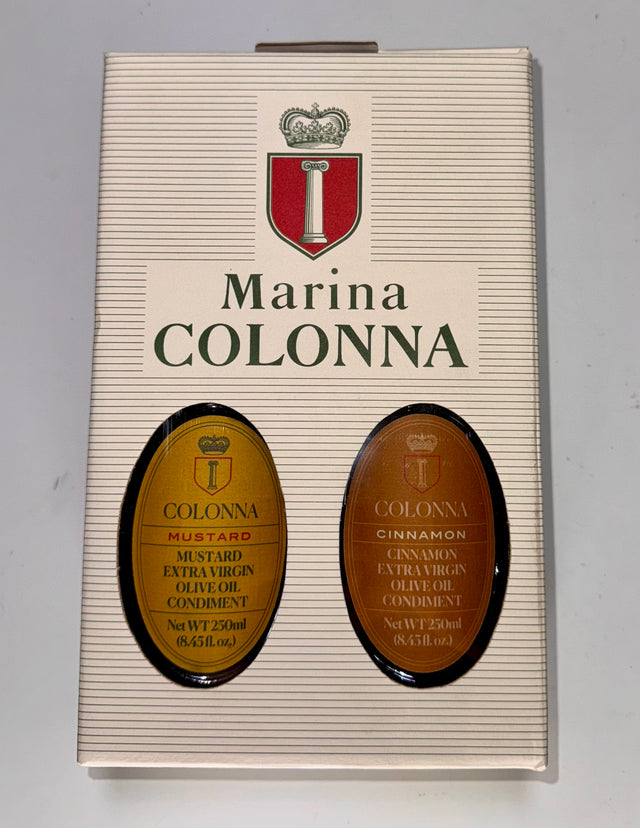 Marina
COLONNA
COLONNA
MUSTARD
MUSTARD
EXTRA VIRGIN
OLIVE OIL
CONDIMENT
Net WT 250ml
(8.45 fl. oz.)
COLONNA
CINNAMON
CINNAMON
EXTRA VIRGIN
OLIVE OIL
CONDIMENT
Net WT 250ml
(8.45 fl. oz.)